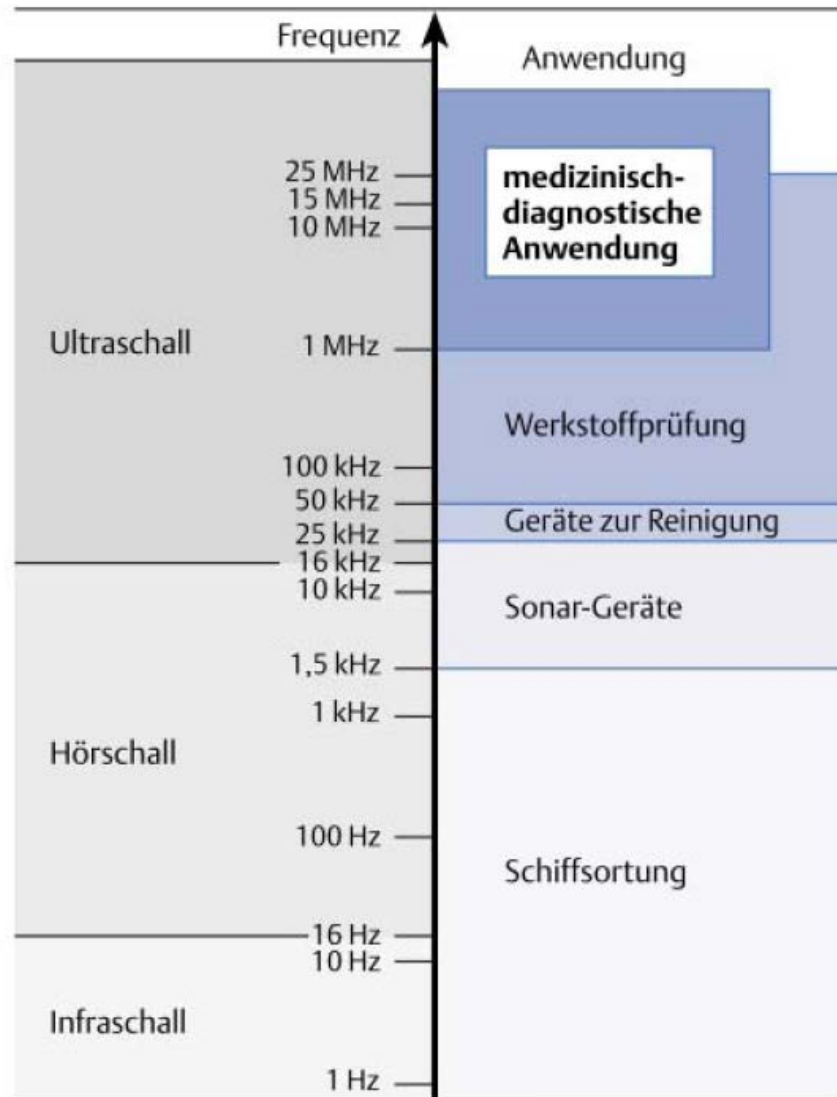 Frequenz
Anwendung
25 MHz
15 MHz
10 MHz
medizinisch-
diagnostische
Anwendung
Ultraschall
1 MHz
Werkstoffprüfung
100 kHz
50 kHz
Geräte zur Reinigung
25 kHz
16 kHz
10 kHz
Sonar-Geräte
1,5 kHz
1 kHz
Hörschall
100 Hz
Schiffsortung
16 Hz
10 Hz
Infraschall
1 Hz